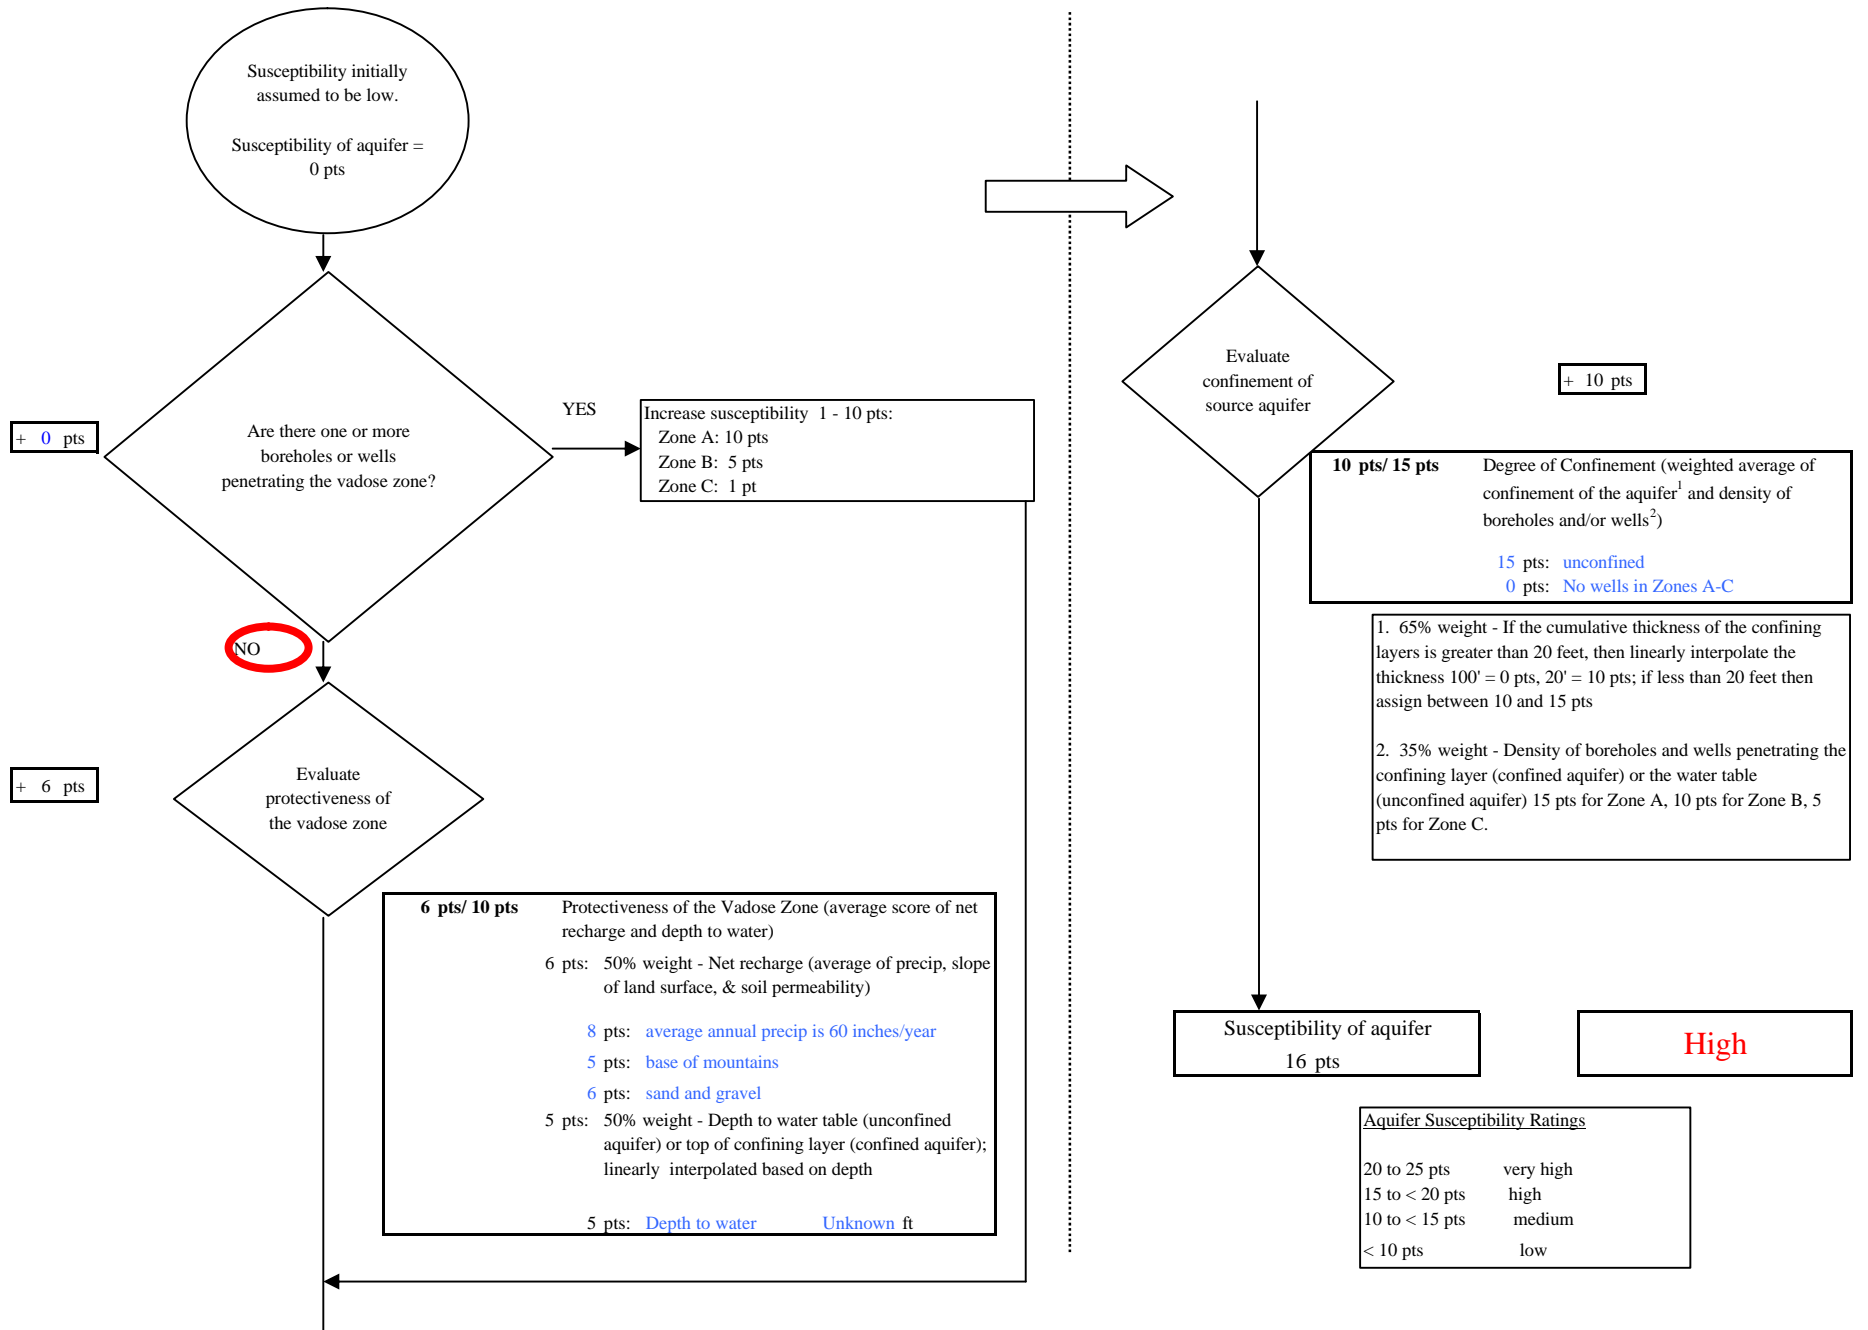 Susceptibility initially
assumed to be low.
Susceptibility of aquifer =
0 pts
+ 0 pts
Are there one or more
boreholes or wells
penetrating the vadose zone?
YES
Increase susceptibility 1 - 10 pts:
Zone A: 10 pts
Zone B: 5 pts
Zone C: 1 pt
NO
+ 6 pts
Evaluate
protectiveness of
the vadose zone
6 pts/ 10 pts Protectiveness of the Vadose Zone (average score of net
recharge and depth to water)
6 pts: 50% weight - Net recharge (average of precip, slope
of land surface, & soil permeability)
8 pts: average annual precip is 60 inches/year
5 pts: base of mountains
6 pts: sand and gravel
5 pts: 50% weight - Depth to water table (unconfined
aquifer) or top of confining layer (confined aquifer);
linearly interpolated based on depth
5 pts: Depth to water Unknown ft
Evaluate
confinement of
source aquifer
+ 10 pts
10 pts/ 15 pts Degree of Confinement (weighted average of
confinement of the aquifer1 and density of
boreholes and/or wells2)
15 pts: unconfined
0 pts: No wells in Zones A-C
1. 65% weight - If the cumulative thickness of the confining
layers is greater than 20 feet, then linearly interpolate the
thickness 100' = 0 pts, 20' = 10 pts; if less than 20 feet then
assign between 10 and 15 pts
2. 35% weight - Density of boreholes and wells penetrating the
confining layer (confined aquifer) or the water table
(unconfined aquifer) 15 pts for Zone A, 10 pts for Zone B, 5
pts for Zone C.
Susceptibility of aquifer
16 pts
High
Aquifer Susceptibility Ratings
20 to 25 pts very high
15 to < 20 pts high
10 to < 15 pts medium
< 10 pts low